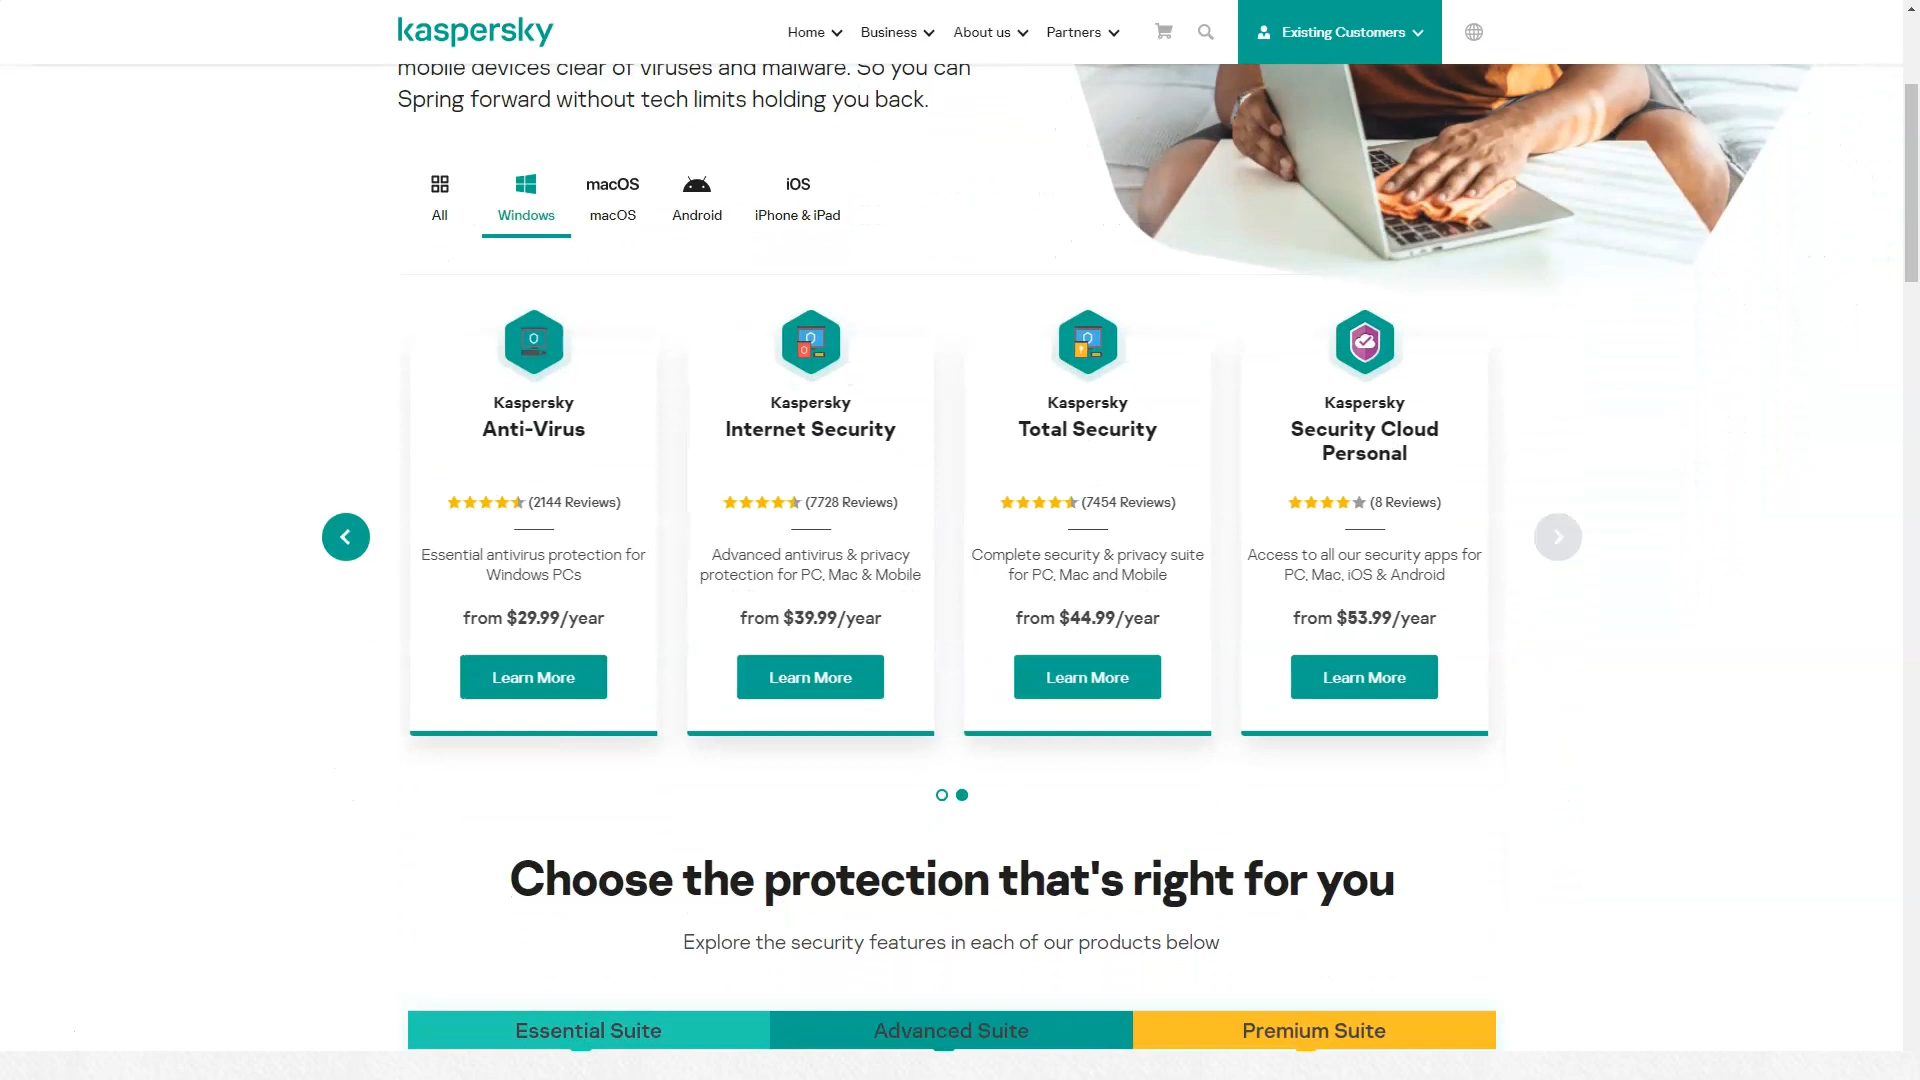 kaspersky
Home
Business
About us
Partners
Existing Customers
mobile devices clear of viruses and malware. So you can
Spring forward without tech limits holding you back.
macOS
iOS
All
Windows
macOS
Android
iPhone & iPad
Kaspersky
Anti-Virus
(2144 Reviews)
Essential antivirus protection for
Windows PCs
from $29.99/year
Learn More
Kaspersky
Internet Security
(7728 Reviews)
Advanced antivirus & privacy
protection for PC, Mac & Mobile
from $39.99/year
Learn More
Kaspersky
Total Security
(7454 Reviews)
Complete security & privacy suite
for PC, Mac and Mobile
from $44.99/year
Learn More
Kaspersky
Security Cloud
Personal
(8 Reviews)
Access to all our security apps for
PC, Mac, iOS & Android
from $53.99/year
Learn More
Choose the protection that's right for you
Explore the security features in each of our products below
Essential Suite
Advanced Suite
Premium Suite